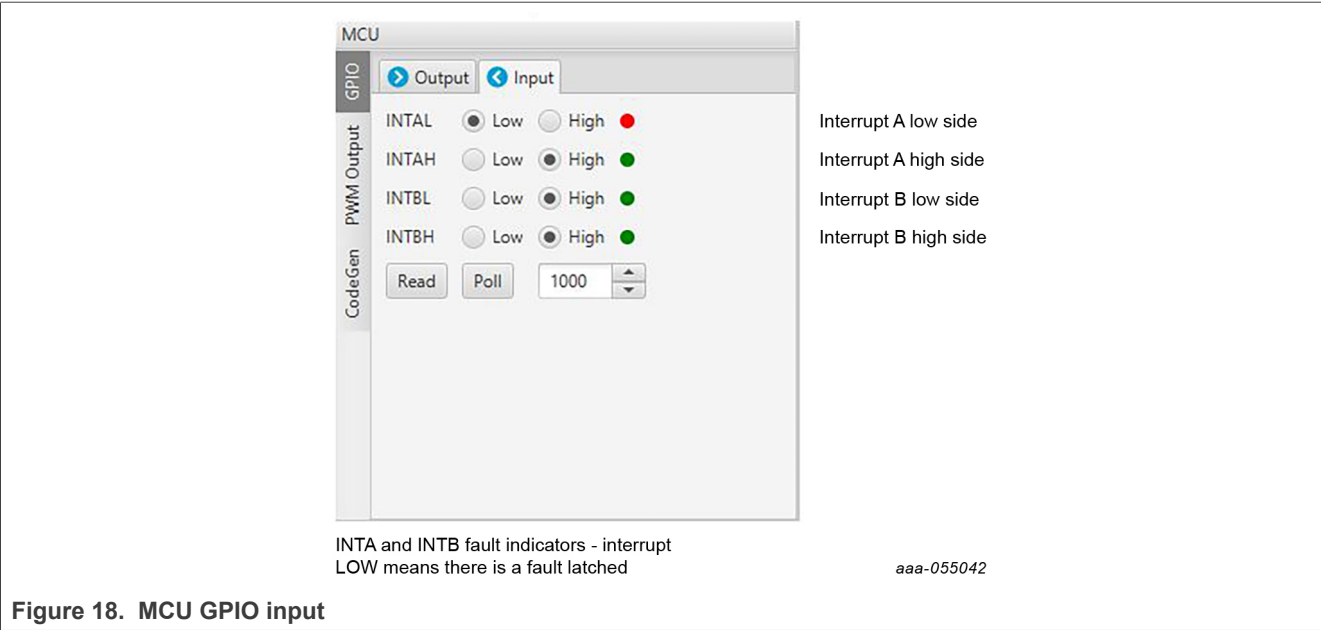 MCU
GPIO
PWM Output
CodeGen
Output Input
INTAL Low High Interrupt A low side
INTAH Low High Interrupt A high side
INTBL Low High Interrupt B low side
INTBH Low High Interrupt B high side
Read Poll 1000
INTA and INTB fault indicators - interrupt
LOW means there is a fault latched
aaa-055042
Figure 18. MCU GPIO input